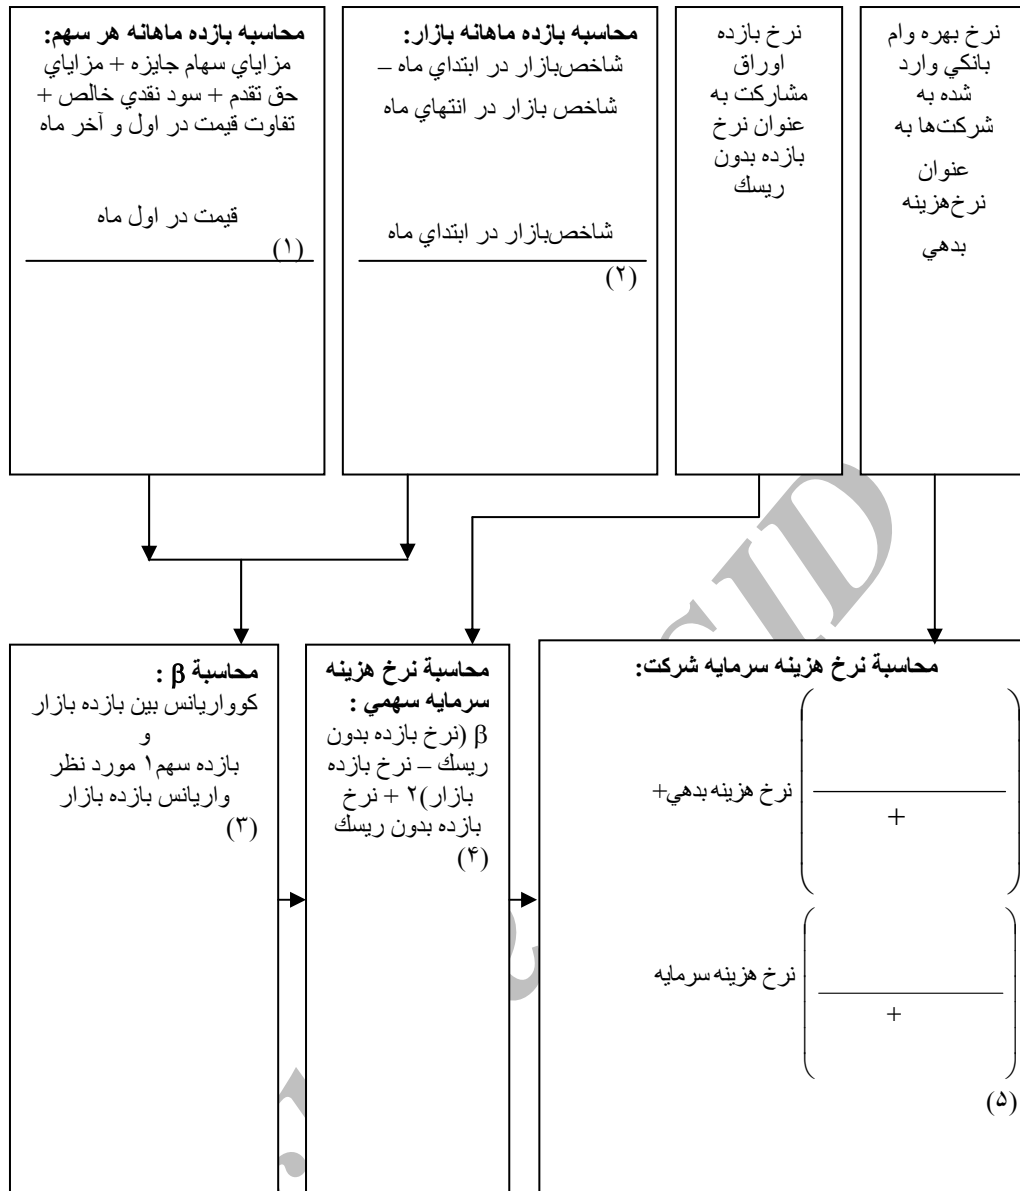 نرخ بهره وام
بانكي وارد
شده به
شركت‌ها به
عنوان
نرخ‌هزينه
بدهي
نرخ بازده
اوراق
مشاركت به
عنوان نرخ
بازده بدون
ريسك
محاسبه بازده ماهانه بازار:
شاخص‌بازار در ابتداي ماه –
شاخص بازار در انتهاي ماه
شاخص‌بازار در ابتداي ماه
(۲)
محاسبه بازده ماهانه هر سهم:
مزاياي سهام جايزه + مزاياي
حق تقدم + سود نقدي خالص +
تفاوت قيمت در اول و آخر ماه
قيمت در اول ماه
(۱)
محاسبة نرخ هزينه سرمايه شركت:
نرخ هزينه بدهي+
+
نرخ هزينه سرمايه
+
(۵)
محاسبة نرخ هزينه
سرمايه سهمي :
β (نرخ بازده بدون
ريسك – نرخ بازده
بازار)۲ + نرخ
بازده بدون ريسك
(۴)
محاسبة β :
كوواريانس بين بازده بازار
و
بازده سهم۱ مورد نظر
واريانس بازده بازار
(۳)